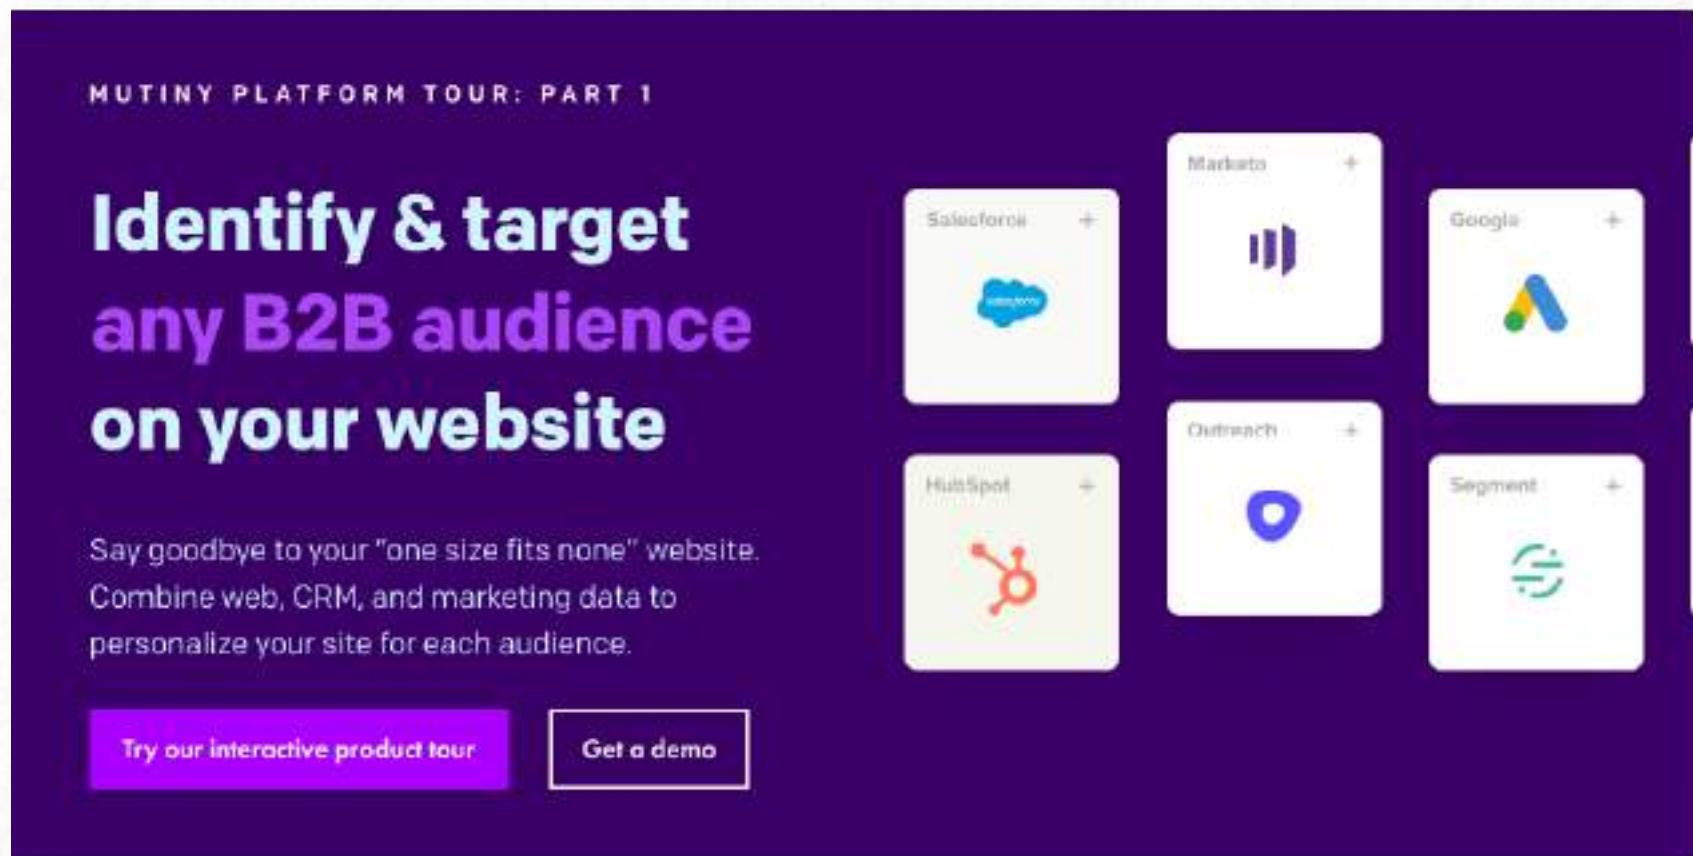 MUTINY PLATFORM TOUR: PART 1
Identify & target
any B2B audience
on your website
Say goodbye to your "one size fits none" website.
Combine web, CRM, and marketing data to
personalize your site for each audience.
Try our interactive product tour
Get a demo
Salesforce +
salesforce
Marketo +
Google +
HubSpot +
Outreach +
Segment +